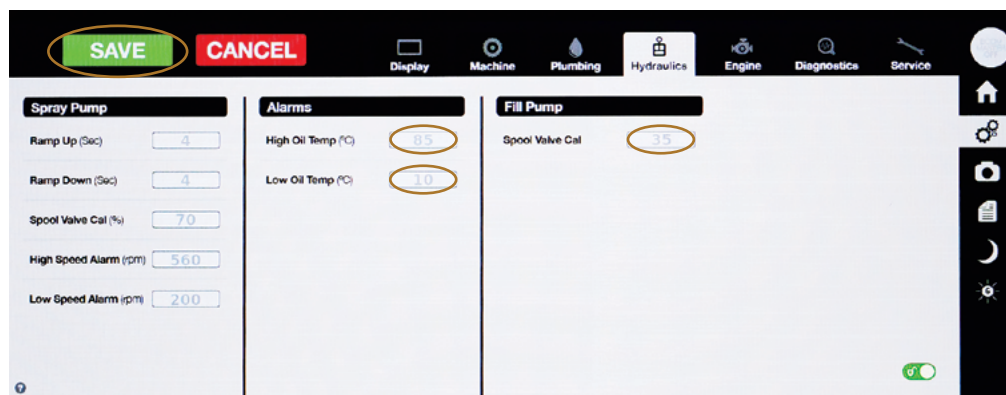 SAVE
CANCEL
Display
Machine
Plumbing
Hydraulics
Engine
Diagnostics
Service
Spray Pump
Ramp Up (Sec) 4
Ramp Down (Sec) 4
Spool Valve Cal (%) 70
High Speed Alarm (rpm) 560
Low Speed Alarm (rpm) 200
Alarms
High Oil Temp (ºC) 85
Low Oil Temp (ºC) 10
Fill Pump
Spool Valve Cal 35